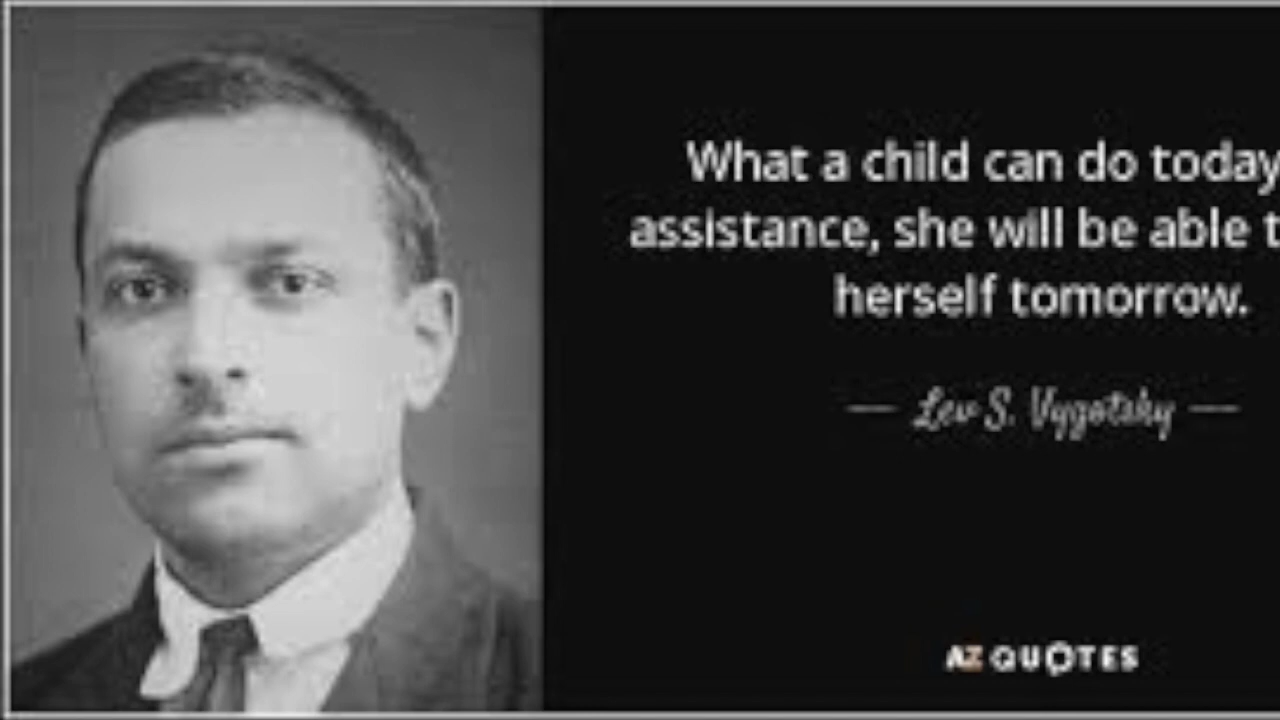 What a child can do today
assistance, she will be able t
herself tomorrow.
— Lev S. Vygotsky —
AZ QUOTES